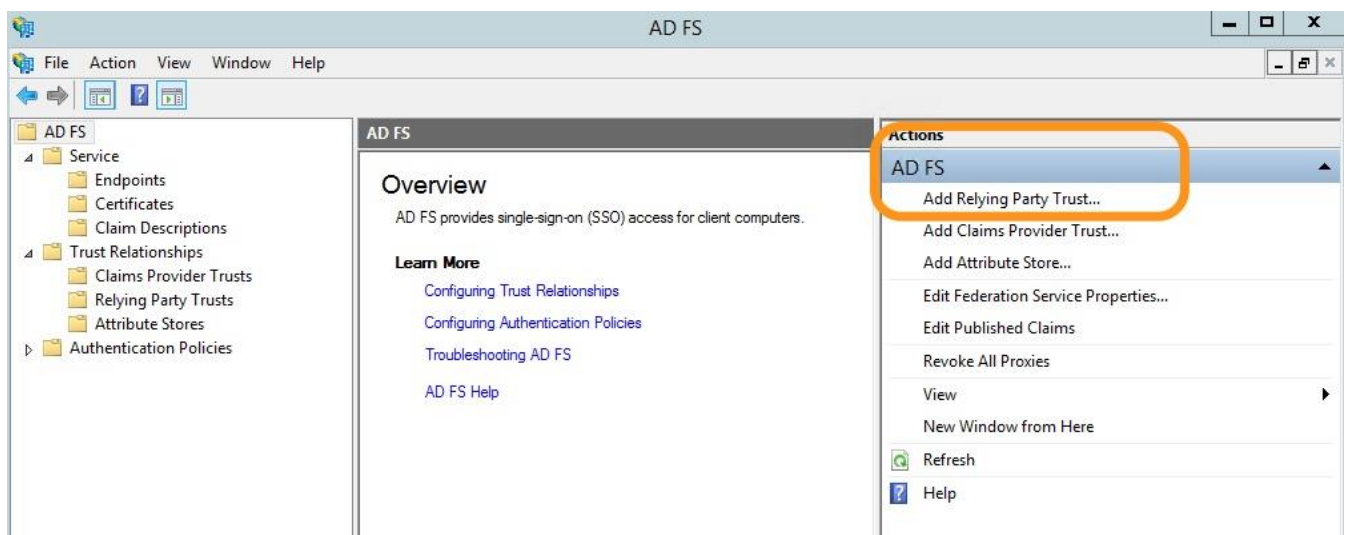 AD FS
File Action View Window Help
AD FS
Service
Endpoints
Certificates
Claim Descriptions
Trust Relationships
Claims Provider Trusts
Relying Party Trusts
Attribute Stores
Authentication Policies
AD FS
Overview
AD FS provides single-sign-on (SSO) access for client computers.
Learn More
Configuring Trust Relationships
Configuring Authentication Policies
Troubleshooting AD FS
AD FS Help
Actions
AD FS
Add Relying Party Trust...
Add Claims Provider Trust...
Add Attribute Store...
Edit Federation Service Properties...
Edit Published Claims
Revoke All Proxies
View
New Window from Here
Refresh
Help